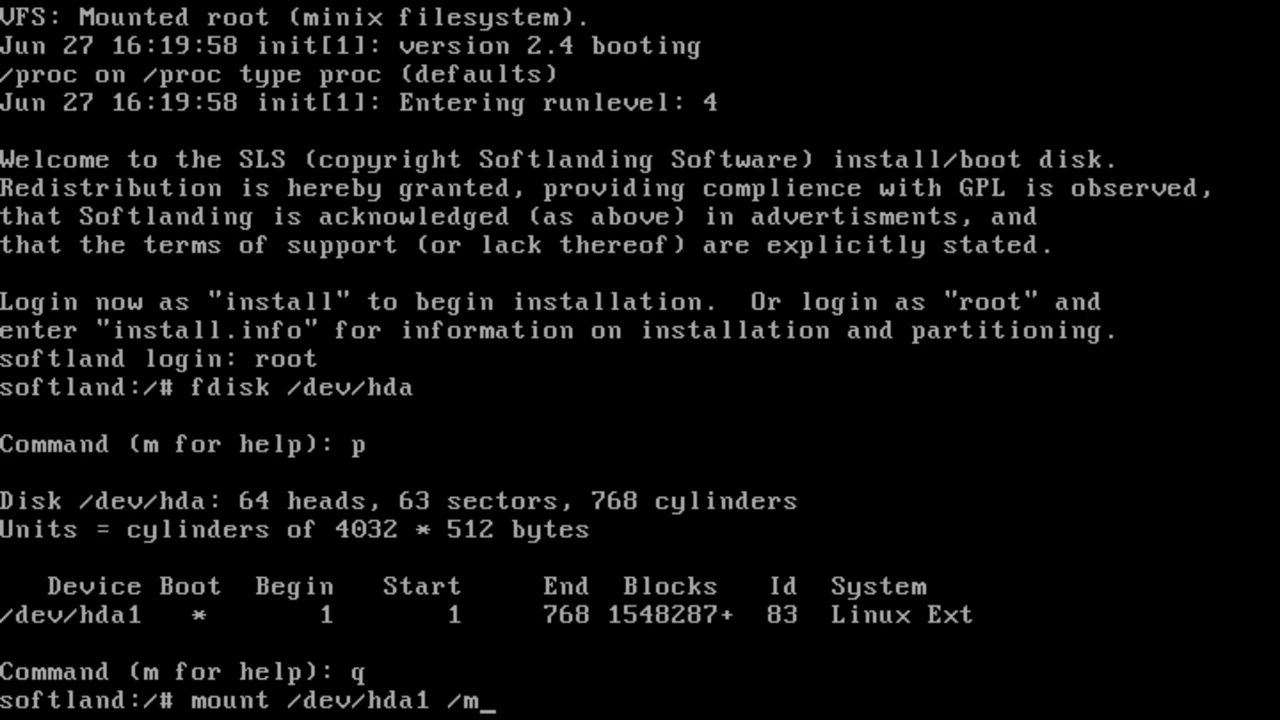 VFS: Mounted root (minix filesystem).
Jun 27 16:19:58 init[1]: version 2.4 booting
/proc on /proc type proc (defaults)
Jun 27 16:19:58 init[1]: Entering runlevel: 4
Welcome to the SLS (copyright Softlanding Software) install/boot disk.
Redistribution is hereby granted, providing complience with GPL is observed,
that Softlanding is acknowledged (as above) in advertisments, and
that the terms of support (or lack thereof) are explicitly stated.
Login now as "install" to begin installation.  Or login as "root" and
enter "install.info" for information on installation and partitioning.
softland login: root
softland:/# fdisk /dev/hda
Command (m for help): p
Disk /dev/hda: 64 heads, 63 sectors, 768 cylinders
Units = cylinders of 4032 * 512 bytes
   Device Boot  Begin   Start     End  Blocks   Id  System
/dev/hda1   *       1       1     768 1548287+  83  Linux Ext
Command (m for help): q
softland:/# mount /dev/hda1 /m_